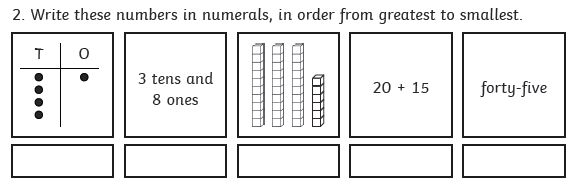 2. Write these numbers in numerals, in order from greatest to smallest.
T O
3 tens and
8 ones
20 + 15
forty-five